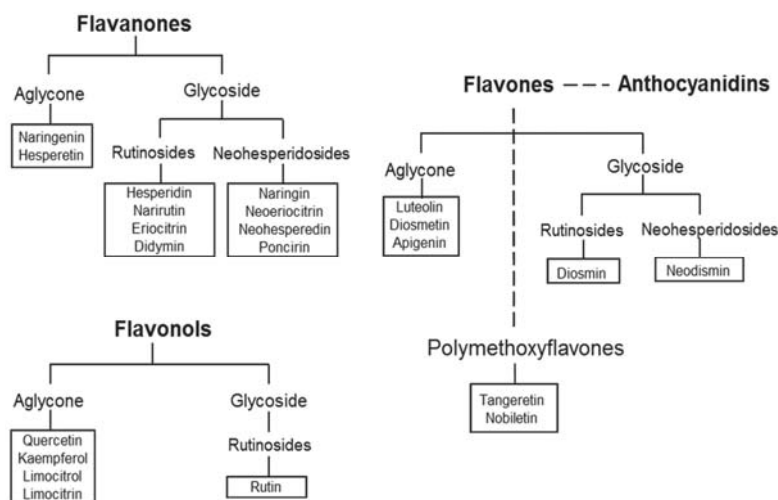 Flavanones
Aglycone
Glycoside
Naringenin
Hesperetin
Rutinosides
Neohesperidosides
Hesperidin
Narirutin
Eriocitrin
Didymin
Naringin
Neoeriocitrin
Neohesperedin
Poncirin
Flavones
Anthocyanidins
Aglycone
Glycoside
Luteolin
Diosmetin
Apigenin
Rutinosides
Neohesperidosides
Diosmin
Neodismin
Polymethoxyflavones
Tangeretin
Nobiletin
Flavonols
Aglycone
Glycoside
Quercetin
Kaempferol
Limocitrol
Limocitrin
Rutinosides
Rutin